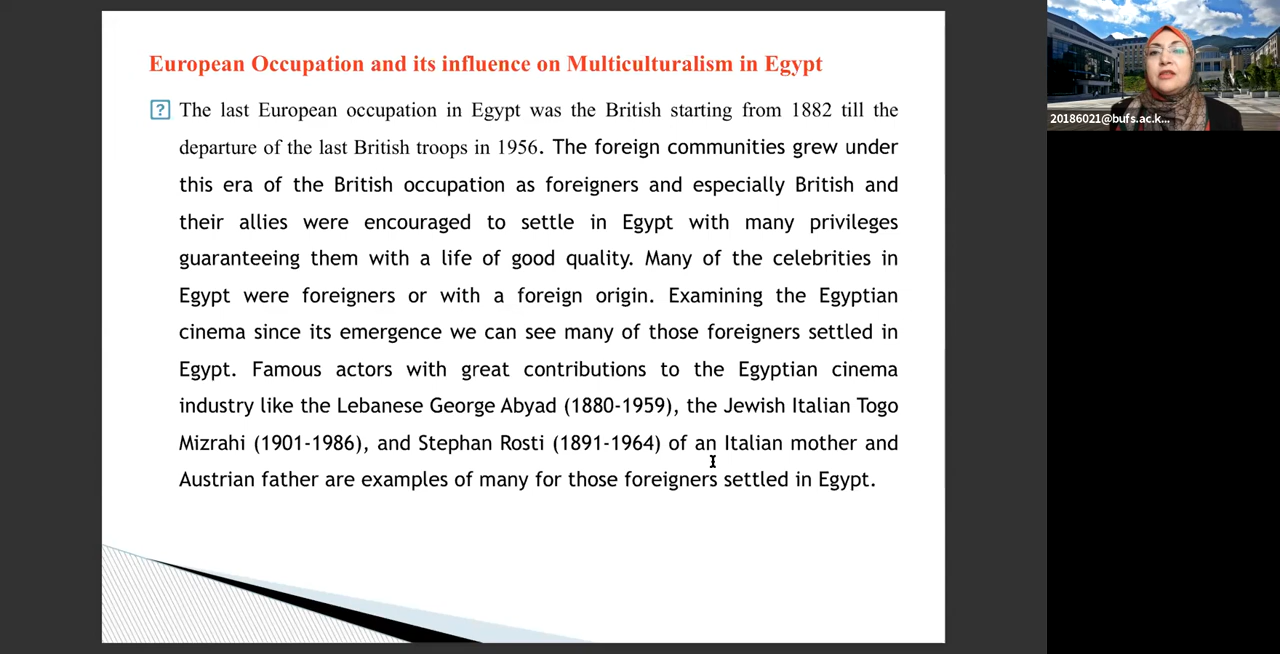 European Occupation and its influence on Multiculturalism in Egypt
The last European occupation in Egypt was the British starting from 1882 till the
departure of the last British troops in 1956. The foreign communities grew under
this era of the British occupation as foreigners and especially British and
their allies were encouraged to settle in Egypt with many privileges
guaranteeing them with a life of good quality. Many of the celebrities in
Egypt were foreigners or with a foreign origin. Examining the Egyptian
cinema since its emergence we can see many of those foreigners settled in
Egypt. Famous actors with great contributions to the Egyptian cinema
industry like the Lebanese George Abyad (1880-1959), the Jewish Italian Togo
Mizrahi (1901-1986), and Stephan Rosti (1891-1964) of an Italian mother and
Austrian father are examples of many for those foreigners settled in Egypt.
20186021@bufs.ac.k...